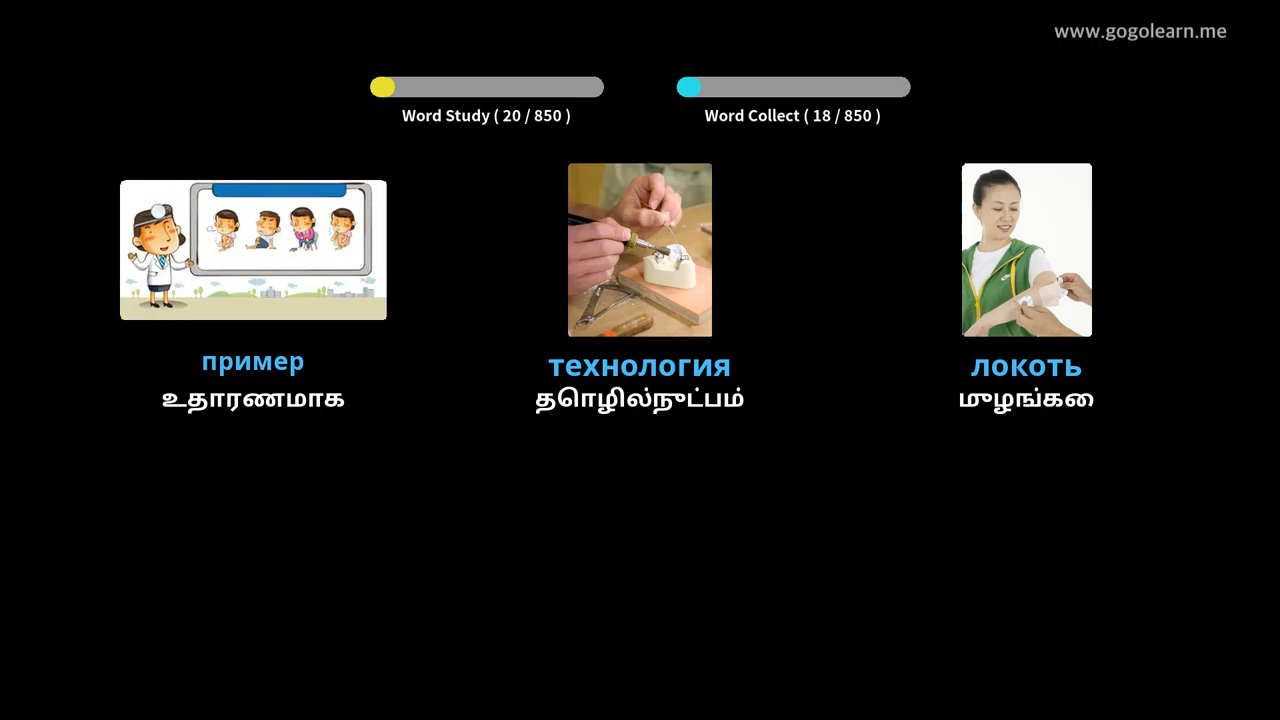 www.gogolearn.me
Word Study ( 20 / 850 )
Word Collect ( 18 / 850 )
пример
технология
локоть
உதாரணமாக
தொழில்நுட்பம்
முழங்கை